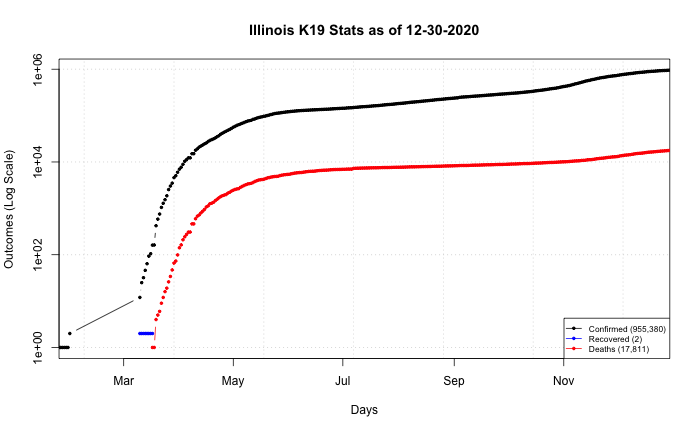 Illinois K19 Stats as of 12-30-2020
Outcomes (Log Scale)
1e+06
1e+04
1e+02
1e+00
Confirmed (955,380)
Recovered (2)
Deaths (17,811)
Mar May Jul Sep Nov
Days